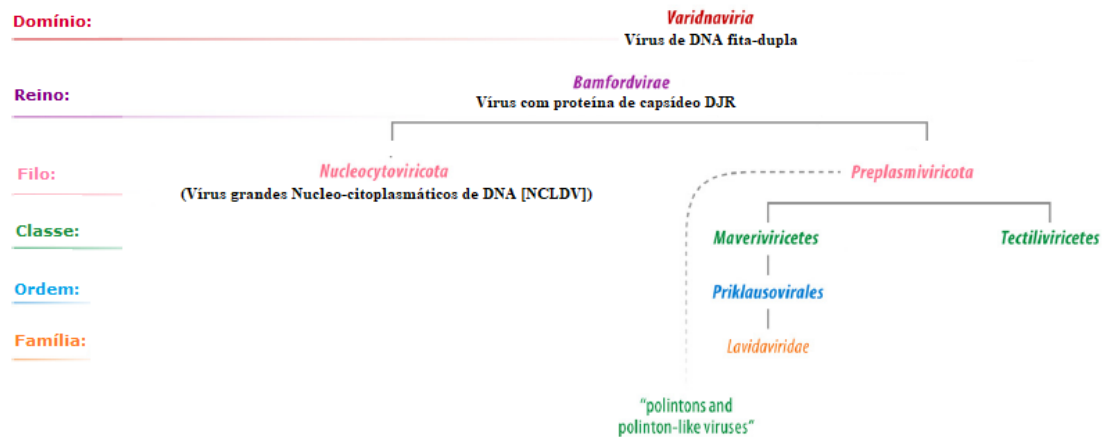 Domínio:
Varidnaviria
Vírus de DNA fita-dupla
Reino:
Bamfordvirae
Vírus com proteína de capsídeo DJR
Filo:
Nucleocytoviricota
(Vírus grandes Nucleo-citoplasmáticos de DNA [NCLDV])
Preplasmiviricota
Classe:
Maveriviricetes
Tectiliviricetes
Ordem:
Priklausovirales
Família:
Lavidaviridae
"polintons and
polinton-like viruses"